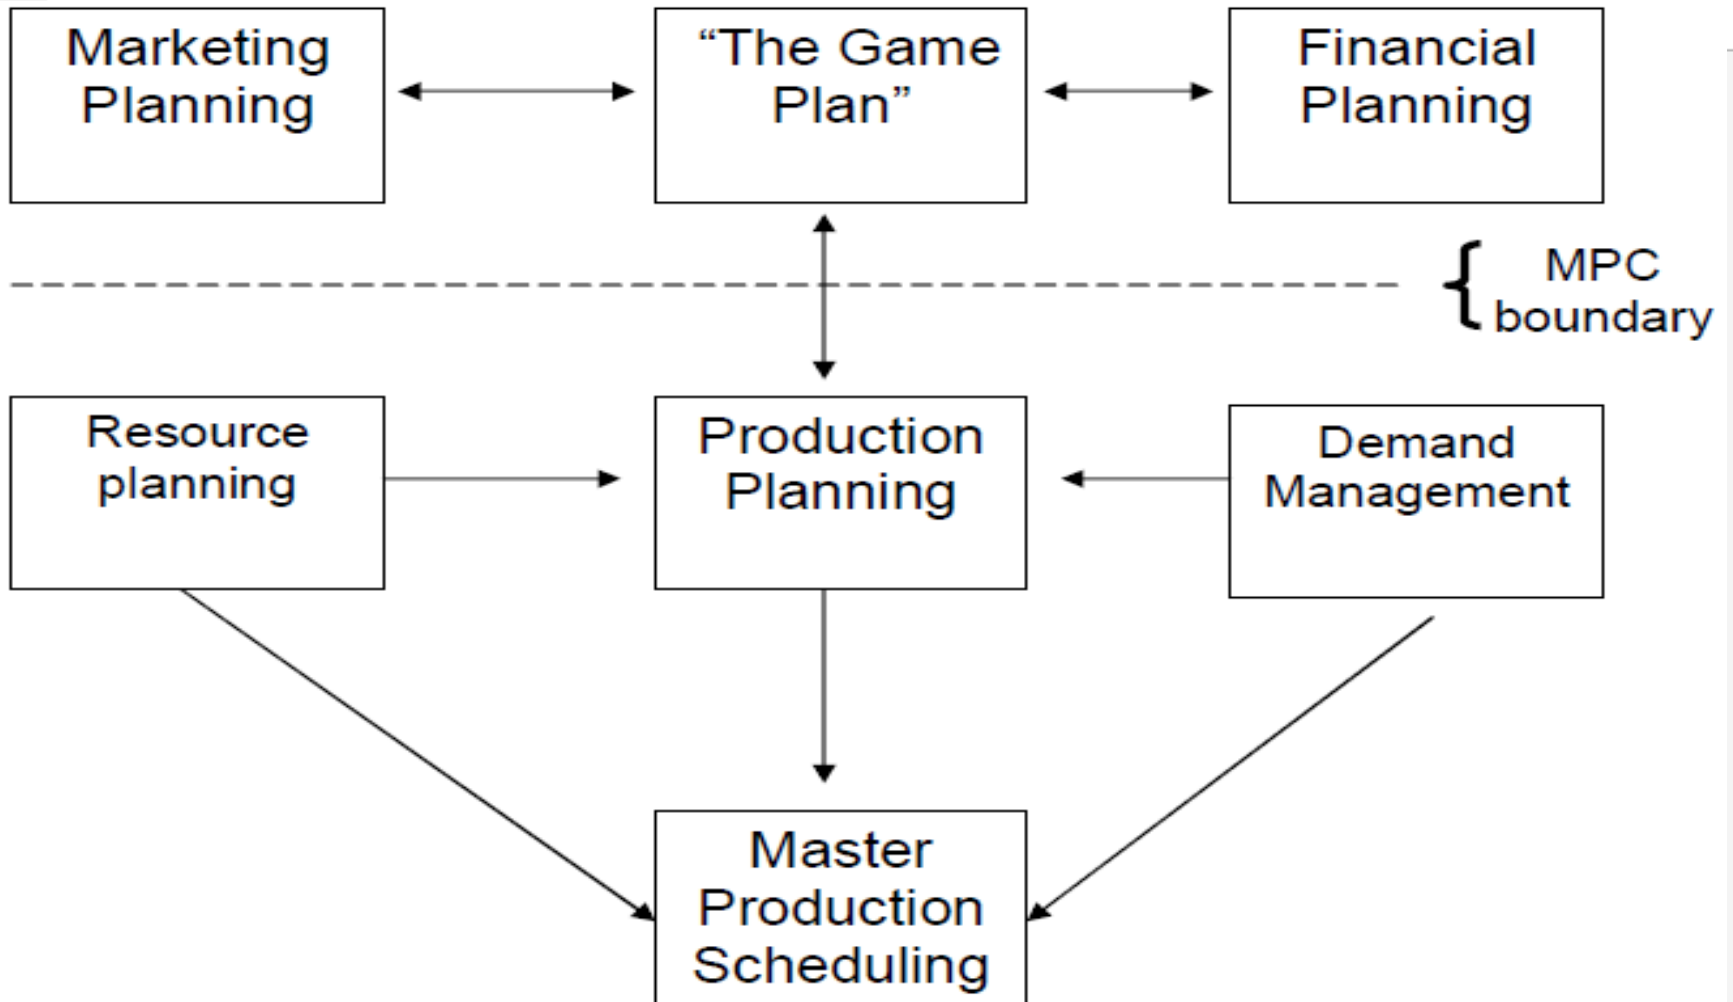 Marketing
Planning
“The Game
Plan”
Financial
Planning
MPC
boundary
Resource
planning
Production
Planning
Demand
Management
Master
Production
Scheduling